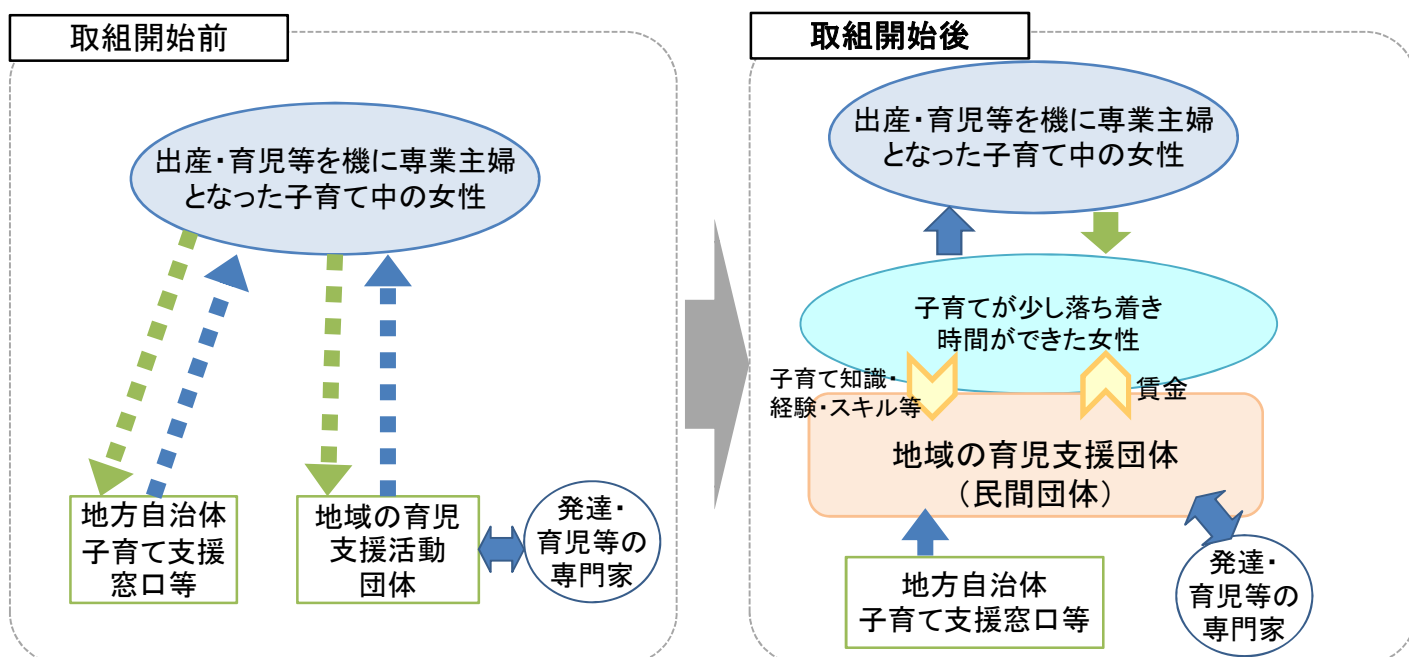 取組開始前
出産・育児等を機に専業主婦
となった子育て中の女性
地方自治体
子育て支援
窓口等
地域の育児
支援活動
団体
発達・
育児等の
専門家
取組開始後
出産・育児等を機に専業主婦
となった子育て中の女性
子育てが少し落ち着き
時間ができた女性
子育て知識・
経験・スキル等
賃金
地域の育児支援団体
（民間団体）
地方自治体
子育て支援窓口等
発達・
育児等の
専門家